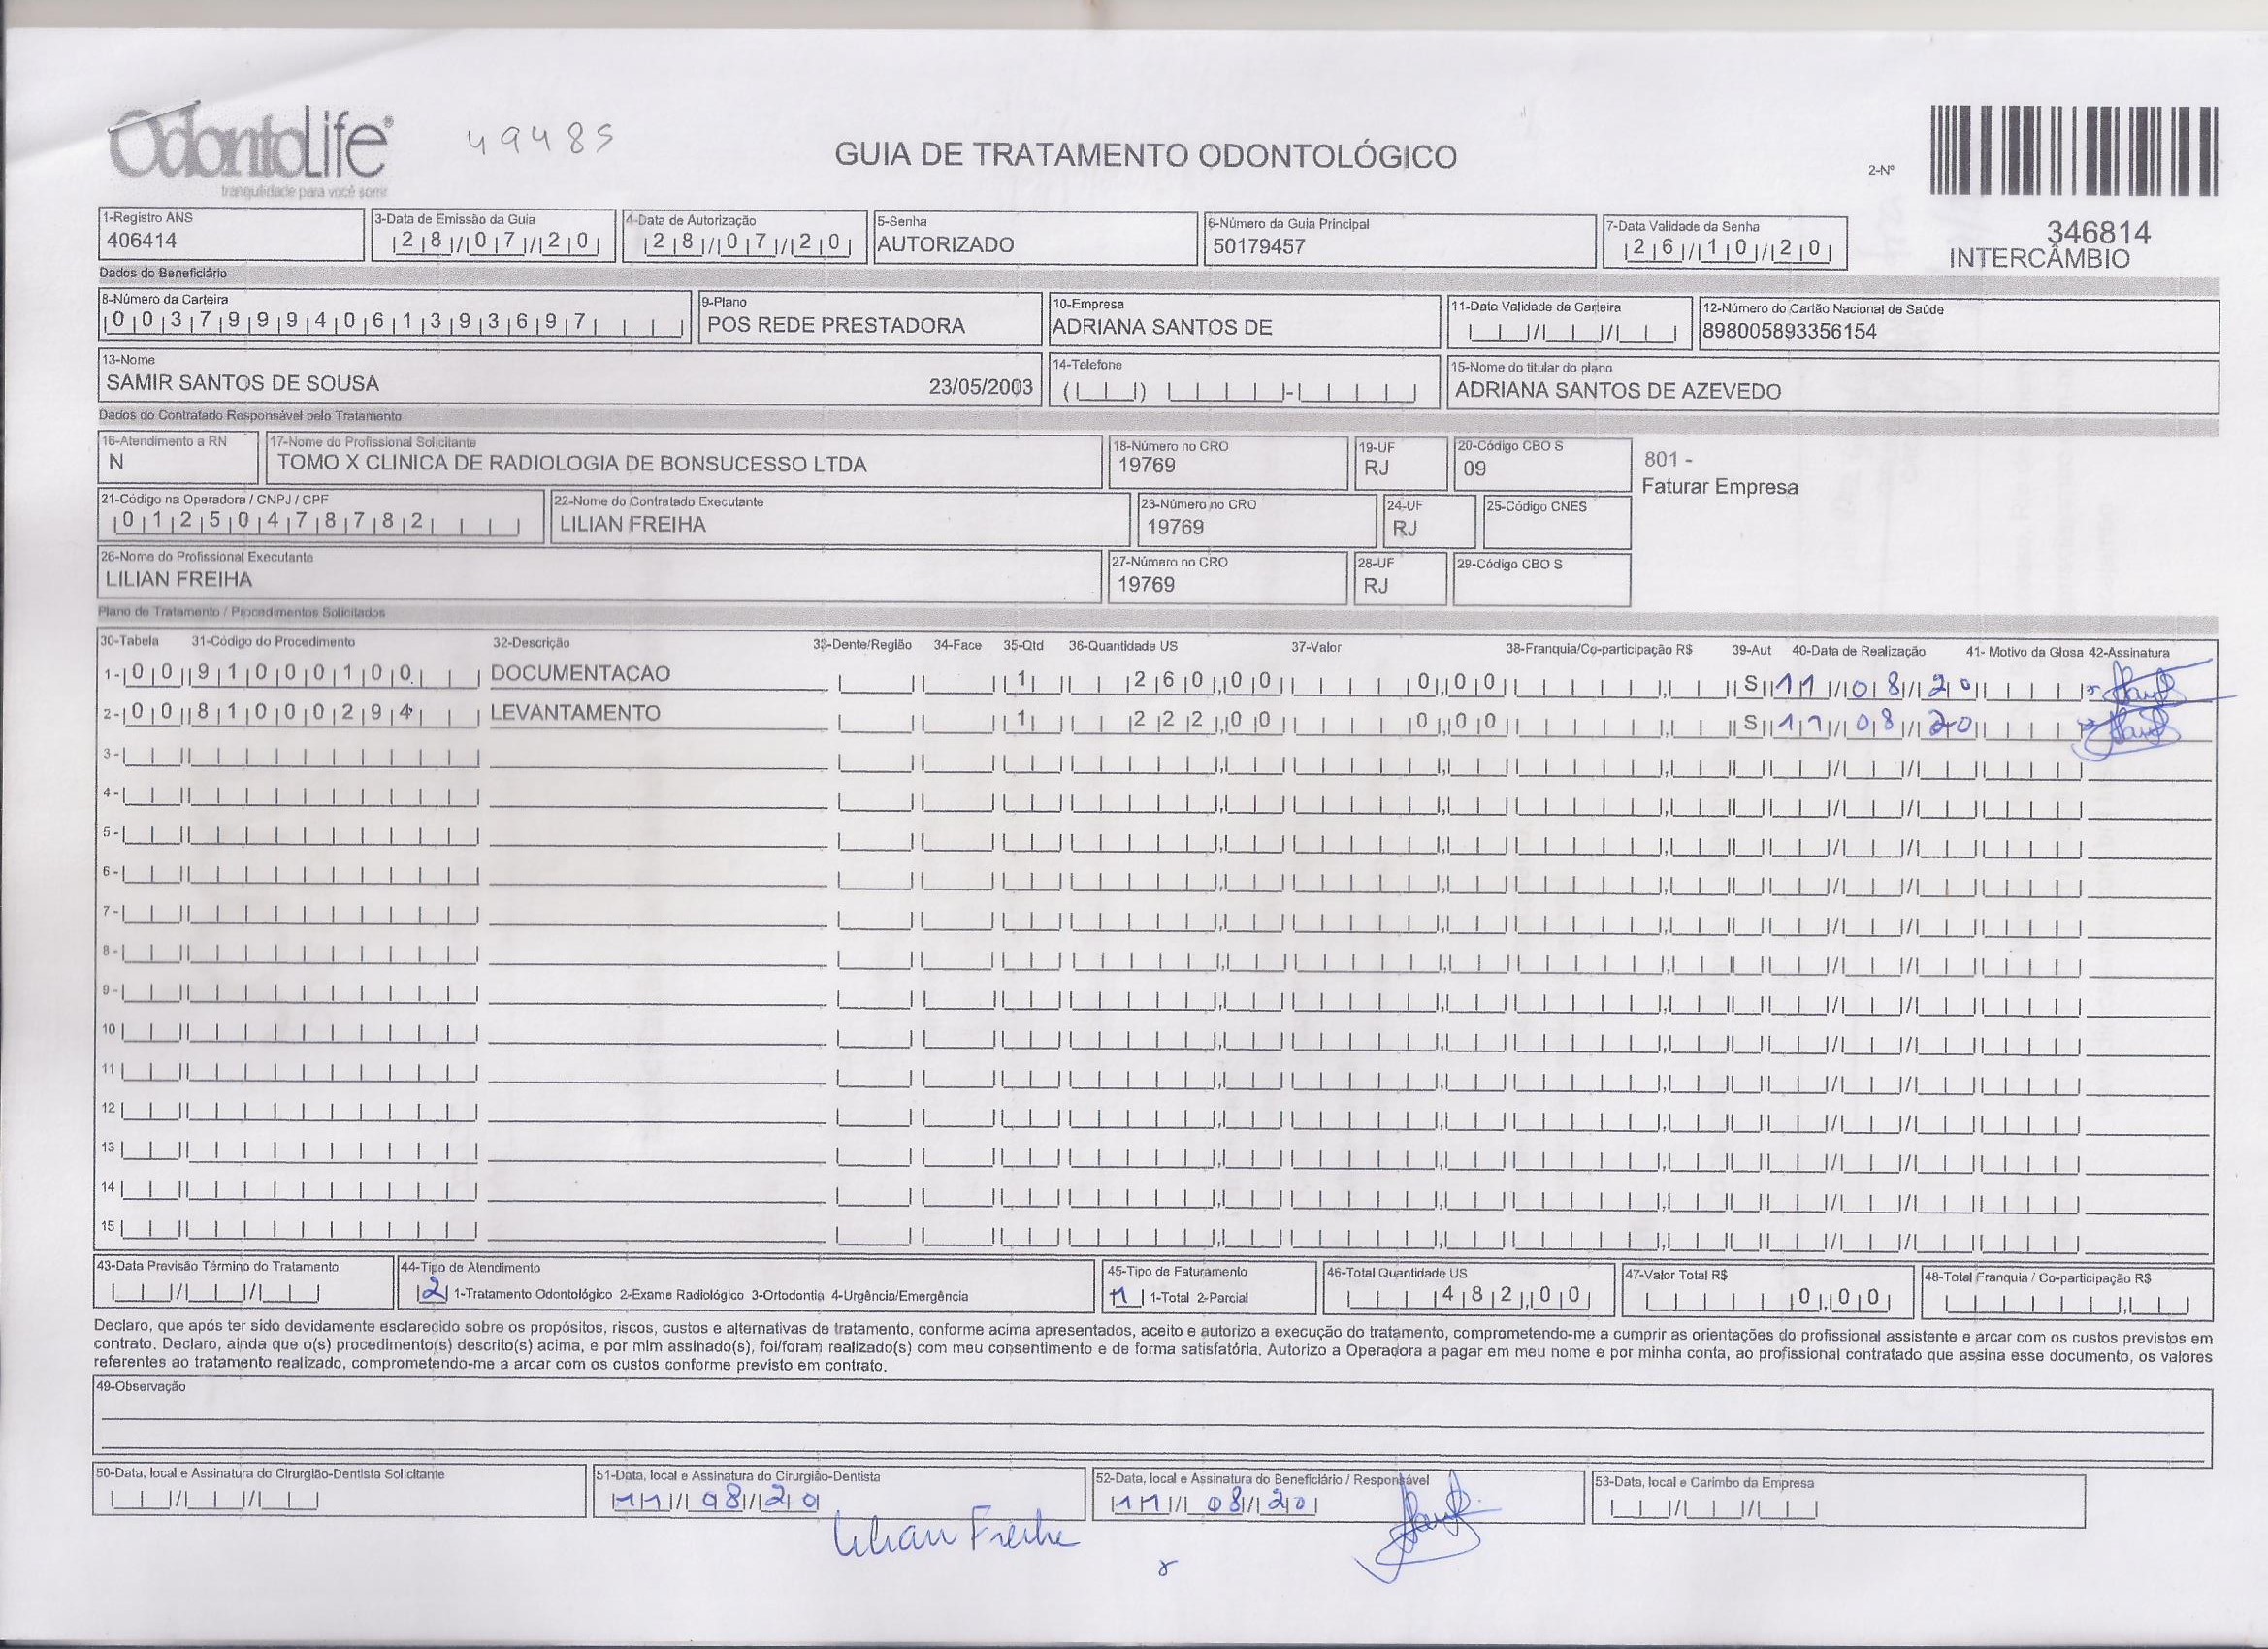 OdontoLife®
tranquilidade para você sorrir
49485
GUIA DE TRATAMENTO ODONTOLÓGICO
2-Nº
346814
INTERCÂMBIO
1-Registro ANS
406414
3-Data de Emissão da Guia
28/07/20
4-Data de Autorização
28/07/20
5-Senha
AUTORIZADO
6-Número da Guia Principal
50179457
7-Data Validade da Senha
26/10/20
Dados do Beneficiário
8-Número da Carteira
00379994061393697
9-Plano
POS REDE PRESTADORA
10-Empresa
ADRIANA SANTOS DE
11-Data Validade da Carteira
12-Número do Cartão Nacional de Saúde
898005893356154
13-Nome
SAMIR SANTOS DE SOUSA 23/05/2003
14-Telefone
15-Nome do titular do plano
ADRIANA SANTOS DE AZEVEDO
Dados do Contratado Responsável pelo Tratamento
16-Atendimento a RN
N
17-Nome do Profissional Solicitante
TOMO X CLINICA DE RADIOLOGIA DE BONSUCESSO LTDA
18-Número no CRO
19769
19-UF
RJ
20-Código CBO S
09
801 -
Faturar Empresa
21-Código na Operadora / CNPJ / CPF
01250478782
22-Nome do Contratado Executante
LILIAN FREIHA
23-Número no CRO
19769
24-UF
RJ
25-Código CNES
26-Nome do Profissional Executante
LILIAN FREIHA
27-Número no CRO
19769
28-UF
RJ
29-Código CBO S
Plano de Tratamento / Procedimentos Solicitados
30-Tabela 31-Código do Procedimento 32-Descrição 33-Dente/Região 34-Face 35-Qtd 36-Quantidade US 37-Valor 38-Franquia/Co-participação R$ 39-Aut 40-Data de Realização 41- Motivo da Glosa 42-Assinatura
1- 00 91000100 DOCUMENTACAO 1 260,00 0,00 S 11/08/20
2- 00 81000294 LEVANTAMENTO 1 222,00 0,00 S 11/08/20
3-
4-
5-
6-
7-
8-
9-
10
11
12
13
14
15
43-Data Previsão Término do Tratamento
44-Tipo de Atendimento
2 1-Tratamento Odontológico 2-Exame Radiológico 3-Ortodontia 4-Urgência/Emergência
45-Tipo de Faturamento
1 1-Total 2-Parcial
46-Total Quantidade US
482,00
47-Valor Total R$
0,00
48-Total Franquia / Co-participação R$
Declaro, que após ter sido devidamente esclarecido sobre os propósitos, riscos, custos e alternativas de tratamento, conforme acima apresentados, aceito e autorizo a execução do tratamento, comprometendo-me a cumprir as orientações do profissional assistente e arcar com os custos previstos em
contrato. Declaro, ainda que o(s) procedimento(s) descrito(s) acima, e por mim assinado(s), foi/foram realizado(s) com meu consentimento e de forma satisfatória. Autorizo a Operadora a pagar em meu nome e por minha conta, ao profissional contratado que assina esse documento, os valores
referentes ao tratamento realizado, comprometendo-me a arcar com os custos conforme previsto em contrato.
49-Observação
50-Data, local e Assinatura do Cirurgião-Dentista Solicitante
51-Data, local e Assinatura do Cirurgião-Dentista
11/08/20
Lilian Freiha
52-Data, local e Assinatura do Beneficiário / Responsável
11/08/20
53-Data, local e Carimbo da Empresa